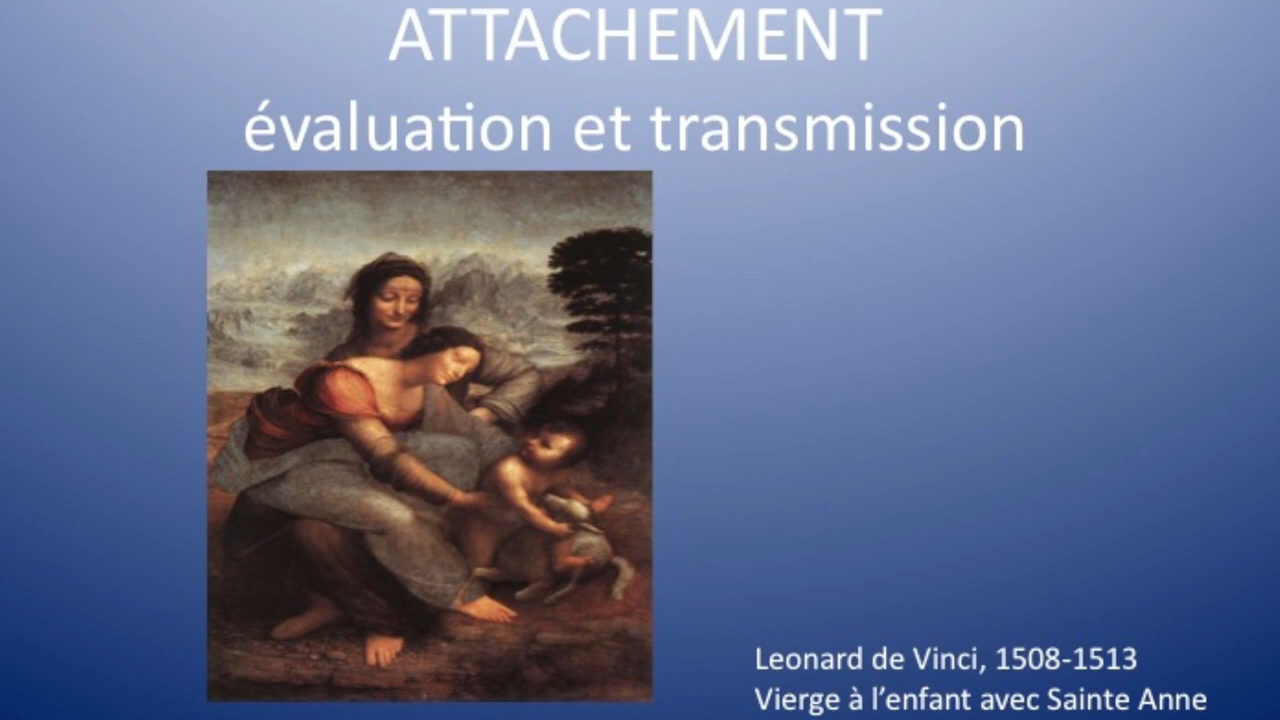 ATTACHEMENT
évaluation et transmission
Leonard de Vinci, 1508-1513
Vierge à l’enfant avec Sainte Anne